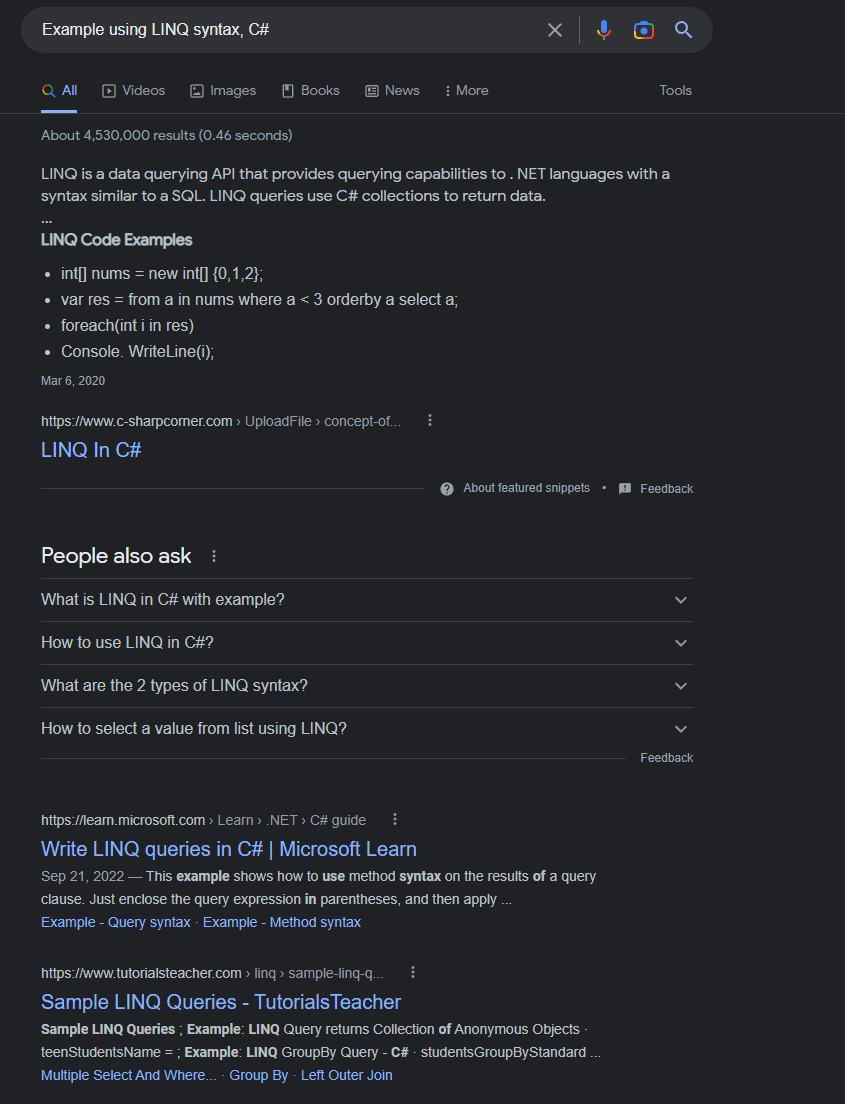 Example using LINQ syntax, C#
All Videos Images Books News More Tools
About 4,530,000 results (0.46 seconds)
LINQ is a data querying API that provides querying capabilities to . NET languages with a
syntax similar to a SQL. LINQ queries use C# collections to return data.
...
LINQ Code Examples
• int[] nums = new int[] {0,1,2};
• var res = from a in nums where a < 3 orderby a select a;
• foreach(int i in res)
• Console. WriteLine(i);
Mar 6, 2020
https://www.c-sharpcorner.com › UploadFile › concept-of...
LINQ In C#
About featured snippets • Feedback
People also ask
What is LINQ in C# with example?
How to use LINQ in C#?
What are the 2 types of LINQ syntax?
How to select a value from list using LINQ?
Feedback
https://learn.microsoft.com › Learn › .NET › C# guide
Write LINQ queries in C# | Microsoft Learn
Sep 21, 2022 — This example shows how to use method syntax on the results of a query
clause. Just enclose the query expression in parentheses, and then apply ...
Example - Query syntax · Example - Method syntax
https://www.tutorialsteacher.com › linq › sample-linq-q...
Sample LINQ Queries - TutorialsTeacher
Sample LINQ Queries ; Example: LINQ Query returns Collection of Anonymous Objects ·
teenStudentsName = ; Example: LINQ GroupBy Query - C# · studentsGroupByStandard ...
Multiple Select And Where... · Group By · Left Outer Join